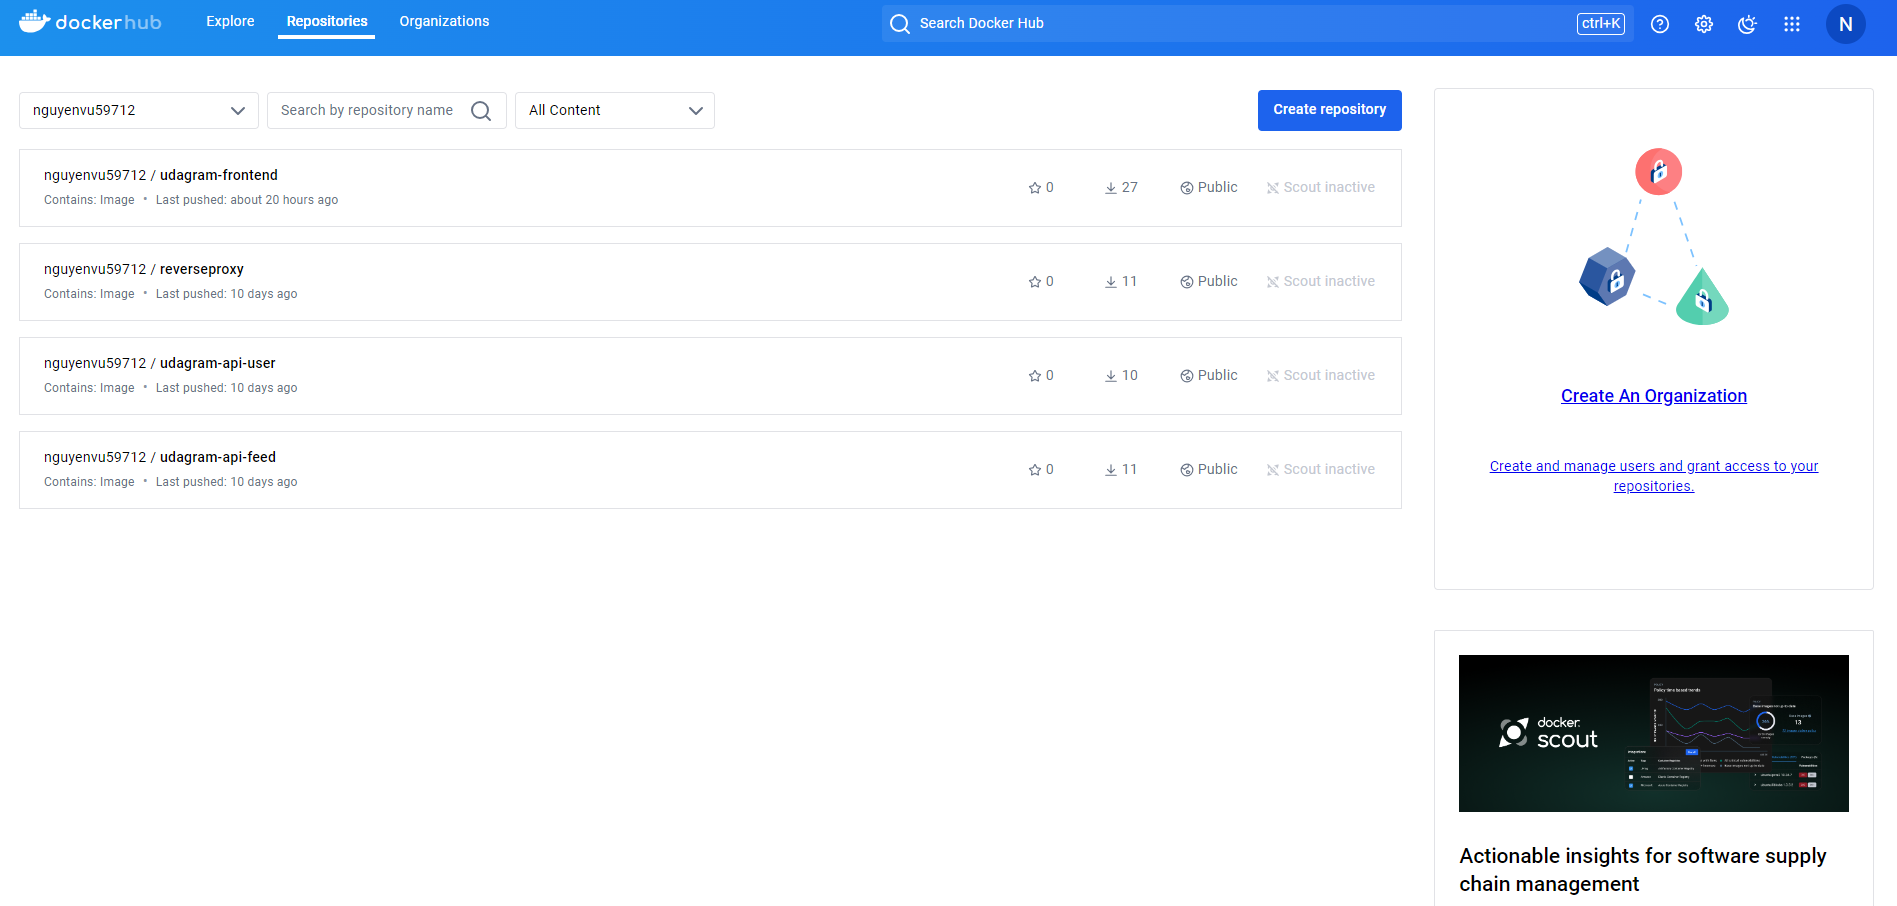 dockerhub
Explore
Repositories
Organizations
Search Docker Hub
ctrl+K
N
nguyenvu59712
Search by repository name
All Content
Create repository
nguyenvu59712 / udagram-frontend
Contains: Image • Last pushed: about 20 hours ago
0
27
Public
Scout inactive
nguyenvu59712 / reverseproxy
Contains: Image • Last pushed: 10 days ago
0
11
Public
Scout inactive
nguyenvu59712 / udagram-api-user
Contains: Image • Last pushed: 10 days ago
0
10
Public
Scout inactive
nguyenvu59712 / udagram-api-feed
Contains: Image • Last pushed: 10 days ago
0
11
Public
Scout inactive
Create An Organization
Create and manage users and grant access to your
repositories.
docker
scout
Policy time based trends
13
Actionable insights for software supply
chain management